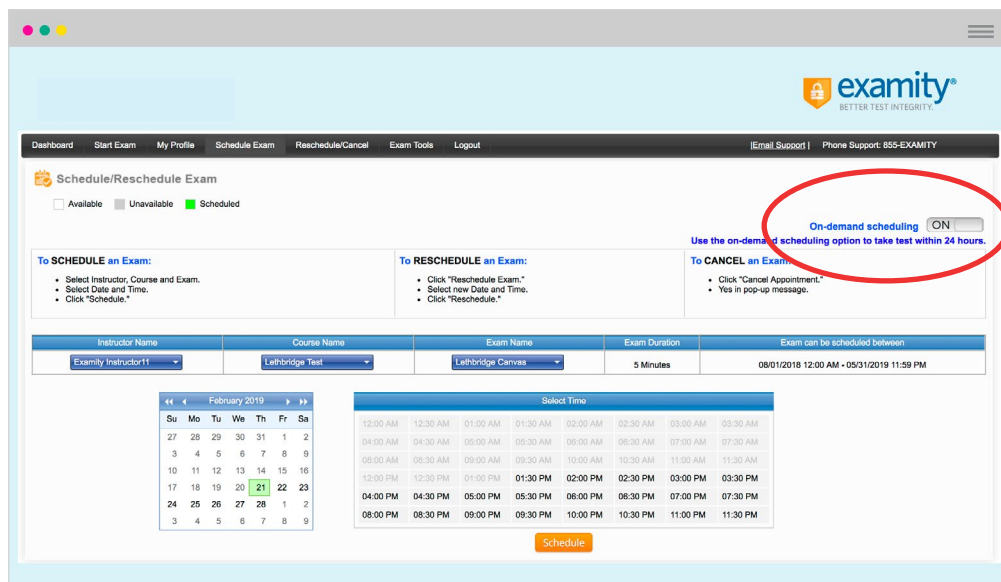 examity®
BETTER TEST INTEGRITY.
Dashboard Start Exam My Profile Schedule Exam Reschedule/Cancel Exam Tools Logout |Email Support | Phone Support: 855-EXAMITY
Schedule/Reschedule Exam
Available Unavailable Scheduled
On-demand scheduling ON
Use the on-demand scheduling option to take test within 24 hours.
To SCHEDULE an Exam:
• Select Instructor, Course and Exam.
• Select Date and Time.
• Click "Schedule."
To RESCHEDULE an Exam:
• Click "Reschedule Exam."
• Select new Date and Time.
• Click "Reschedule."
To CANCEL an Exam:
• Click "Cancel Appointment."
• Yes in pop-up message.
Instructor Name Course Name Exam Name Exam Duration Exam can be scheduled between
Examity Instructor11 Lethbridge Test Lethbridge Canvas 5 Minutes 08/01/2018 12:00 AM - 05/31/2019 11:59 PM
February 2019
Su Mo Tu We Th Fr Sa
27 28 29 30 31 1 2
3 4 5 6 7 8 9
10 11 12 13 14 15 16
17 18 19 20 21 22 23
24 25 26 27 28 1 2
3 4 5 6 7 8 9
Select Time
12:00 AM 12:30 AM 01:00 AM 01:30 AM 02:00 AM 02:30 AM 03:00 AM 03:30 AM
04:00 AM 04:30 AM 05:00 AM 05:30 AM 06:00 AM 06:30 AM 07:00 AM 07:30 AM
08:00 AM 08:30 AM 09:00 AM 09:30 AM 10:00 AM 10:30 AM 11:00 AM 11:30 AM
12:00 PM 12:30 PM 01:00 PM 01:30 PM 02:00 PM 02:30 PM 03:00 PM 03:30 PM
04:00 PM 04:30 PM 05:00 PM 05:30 PM 06:00 PM 06:30 PM 07:00 PM 07:30 PM
08:00 PM 08:30 PM 09:00 PM 09:30 PM 10:00 PM 10:30 PM 11:00 PM 11:30 PM
Schedule